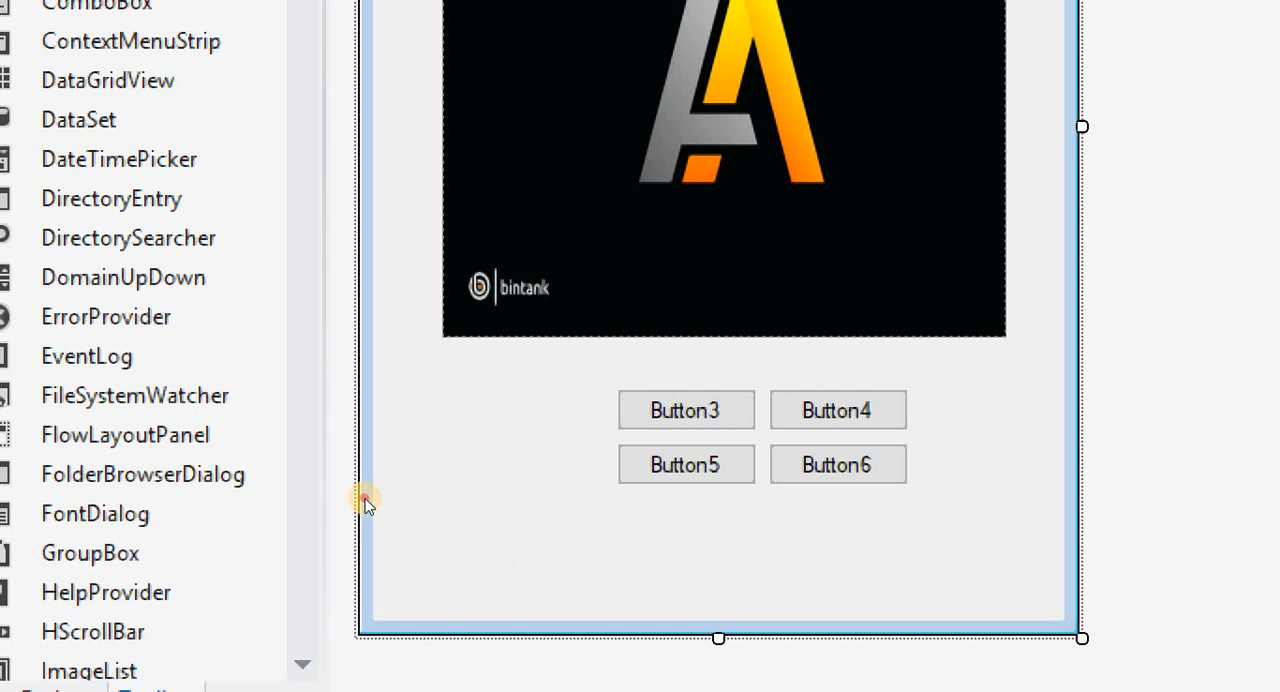 ComboBox
ContextMenuStrip
DataGridView
DataSet
DateTimePicker
DirectoryEntry
DirectorySearcher
DomainUpDown
ErrorProvider
EventLog
FileSystemWatcher
FlowLayoutPanel
FolderBrowserDialog
FontDialog
GroupBox
HelpProvider
HScrollBar
ImageList
bintank
Button3 Button4
Button5 Button6